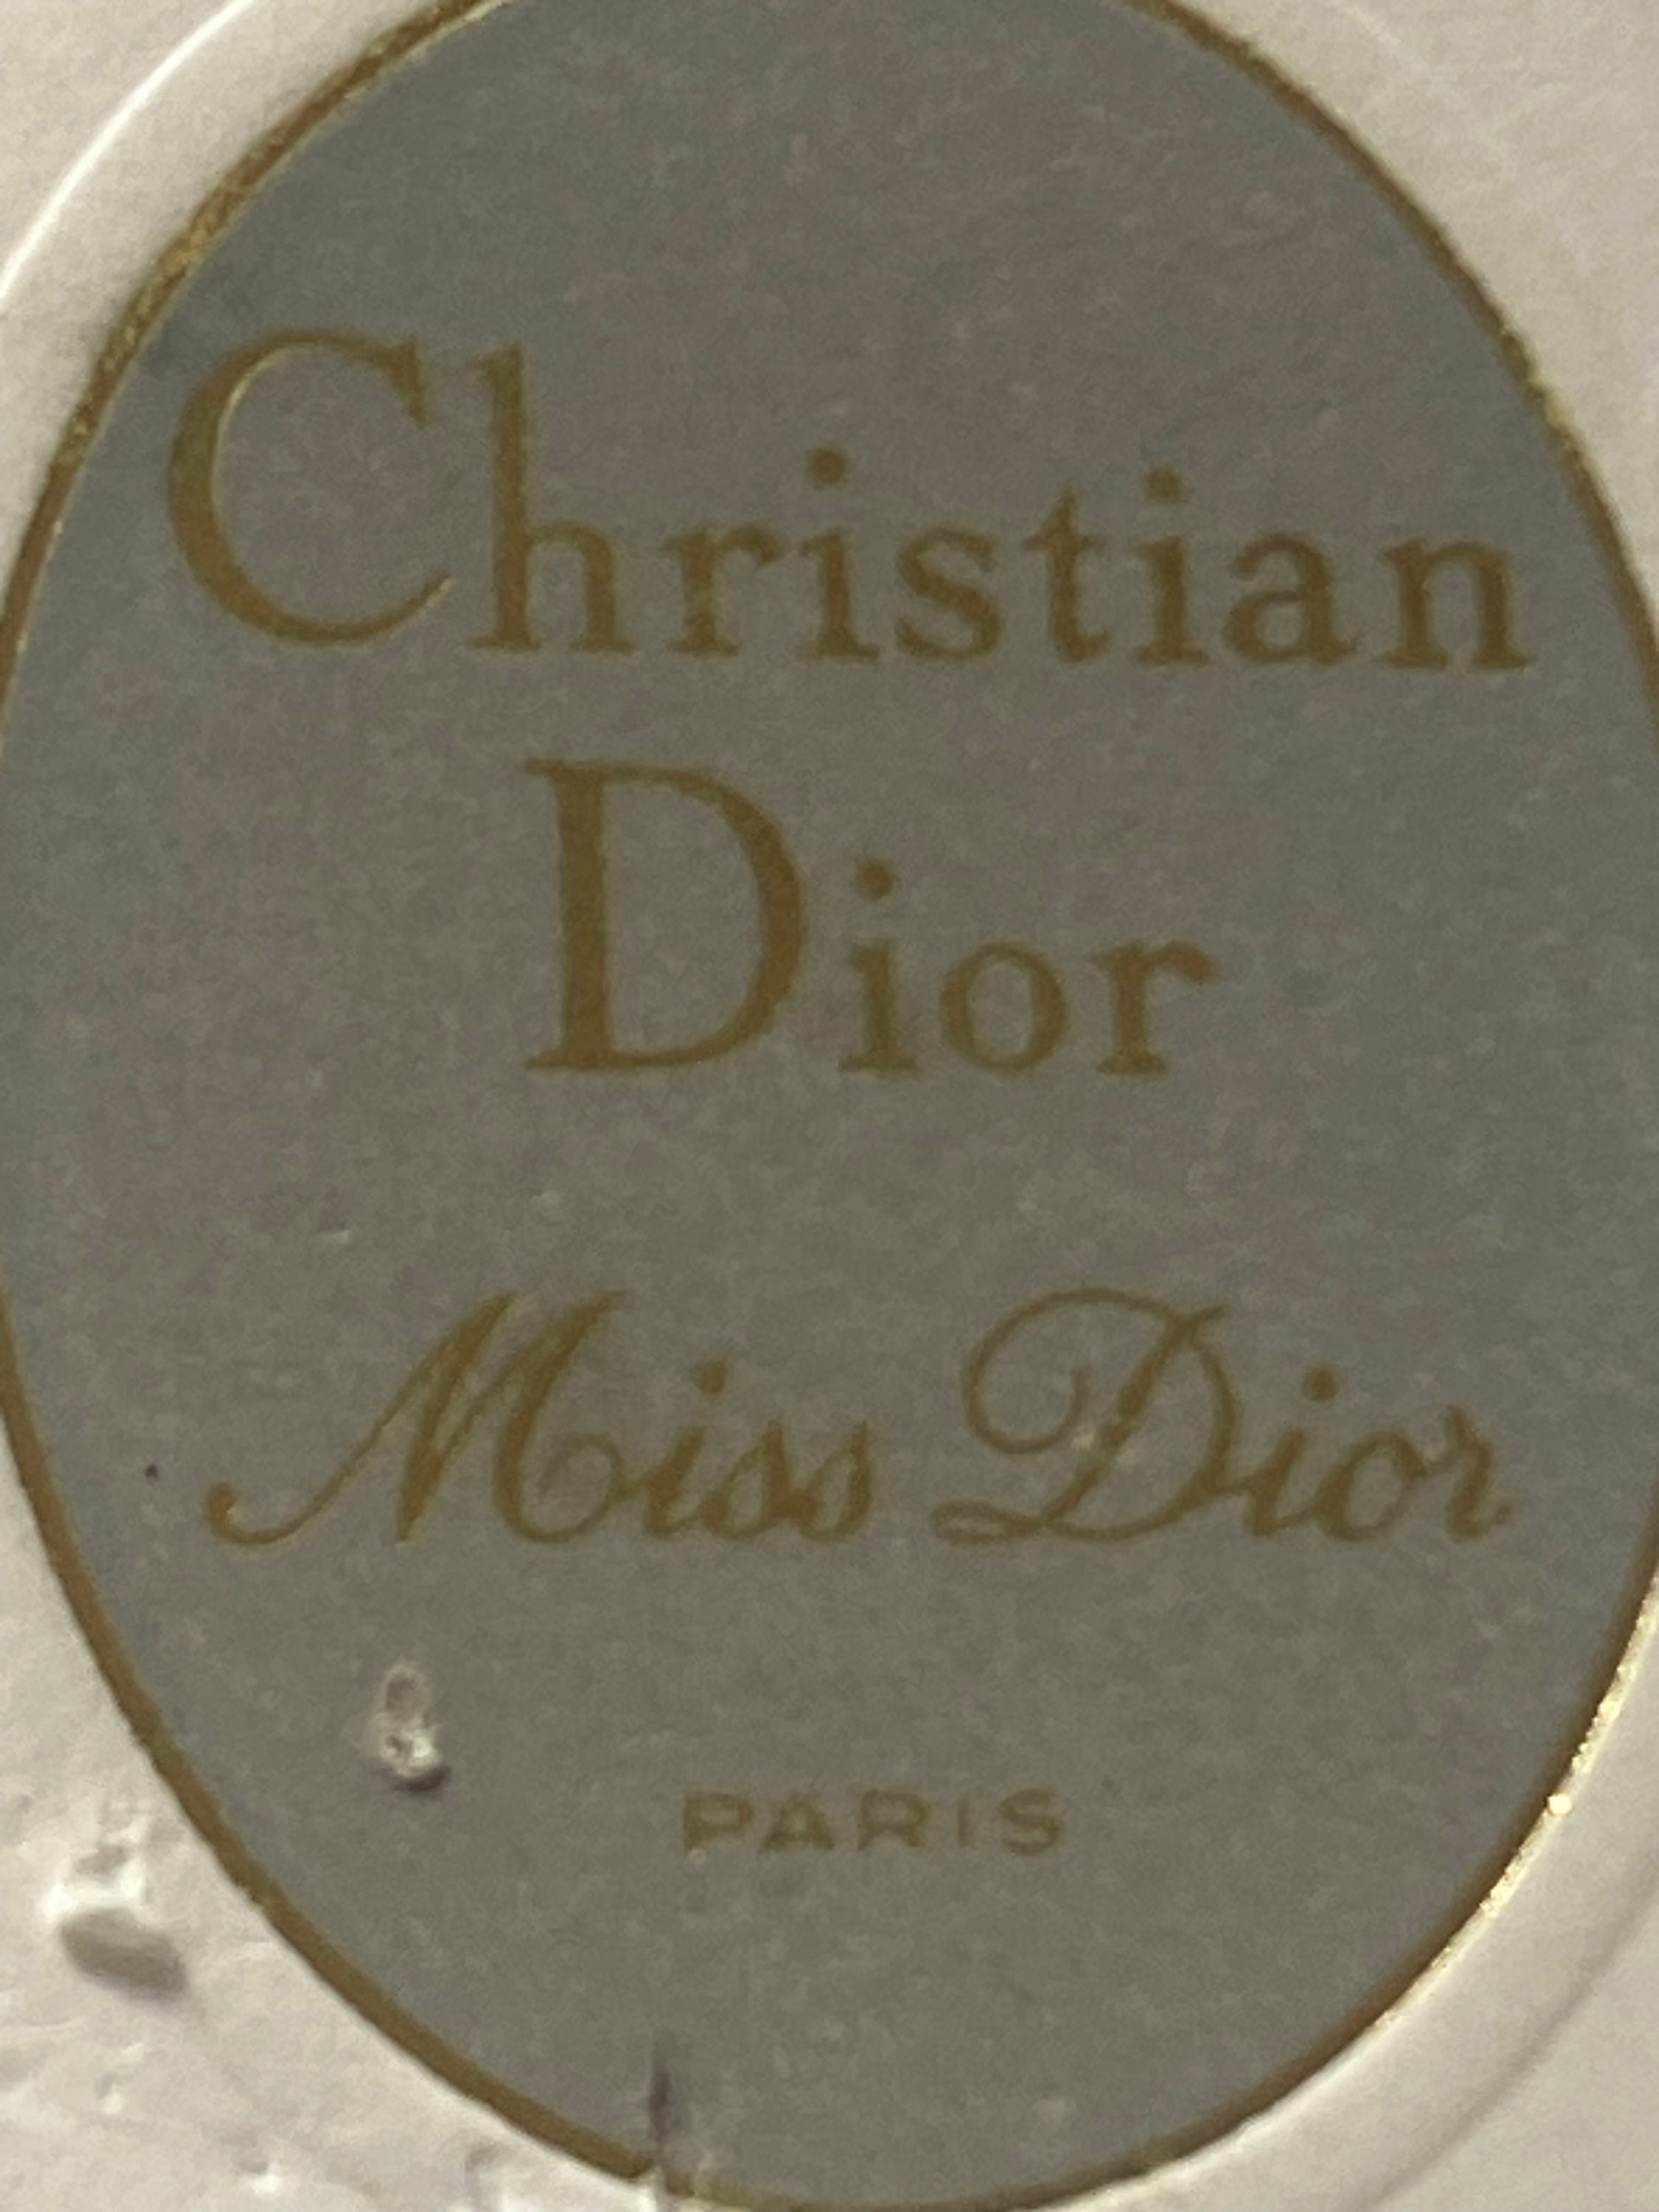 Christian
Dior
Miss Dior
PARIS